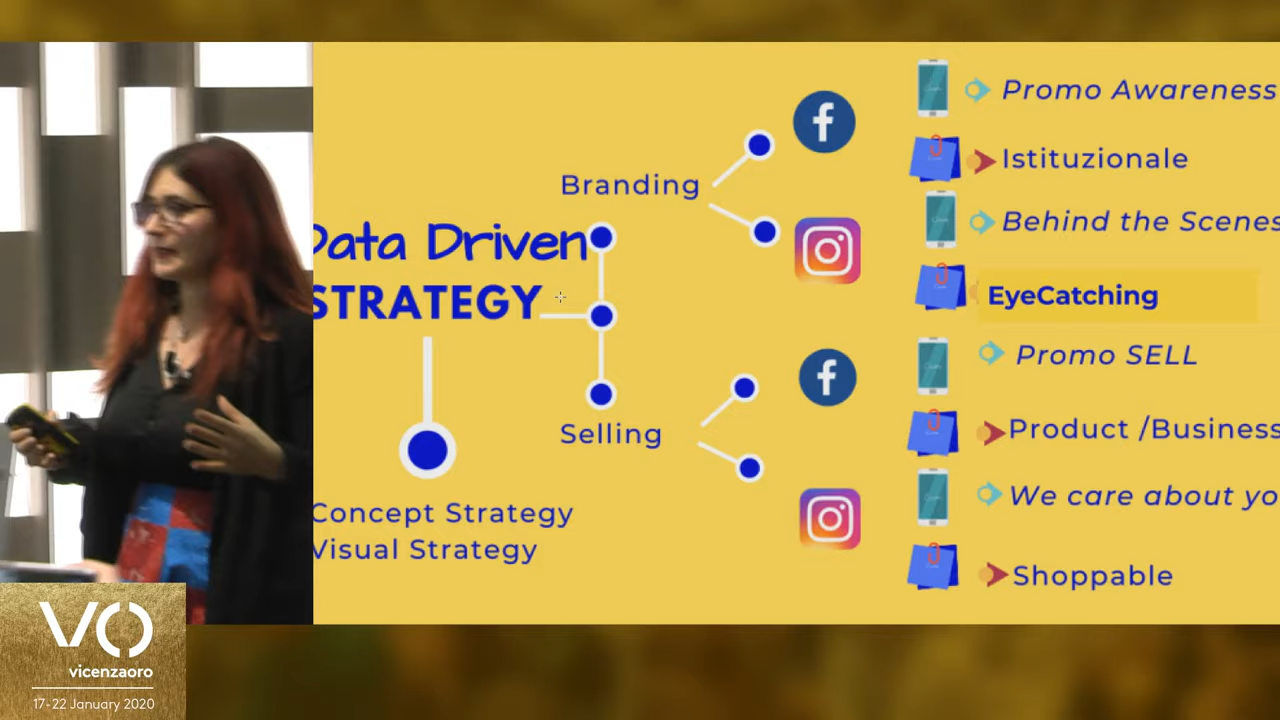 Data Driven
STRATEGY
Concept Strategy
Visual Strategy
Branding
Selling
Promo Awareness
Istituzionale
Behind the Scenes
EyeCatching
Promo SELL
Product /Business
We care about yo
Shoppable
VO
vicenzaoro
17-22 January 2020